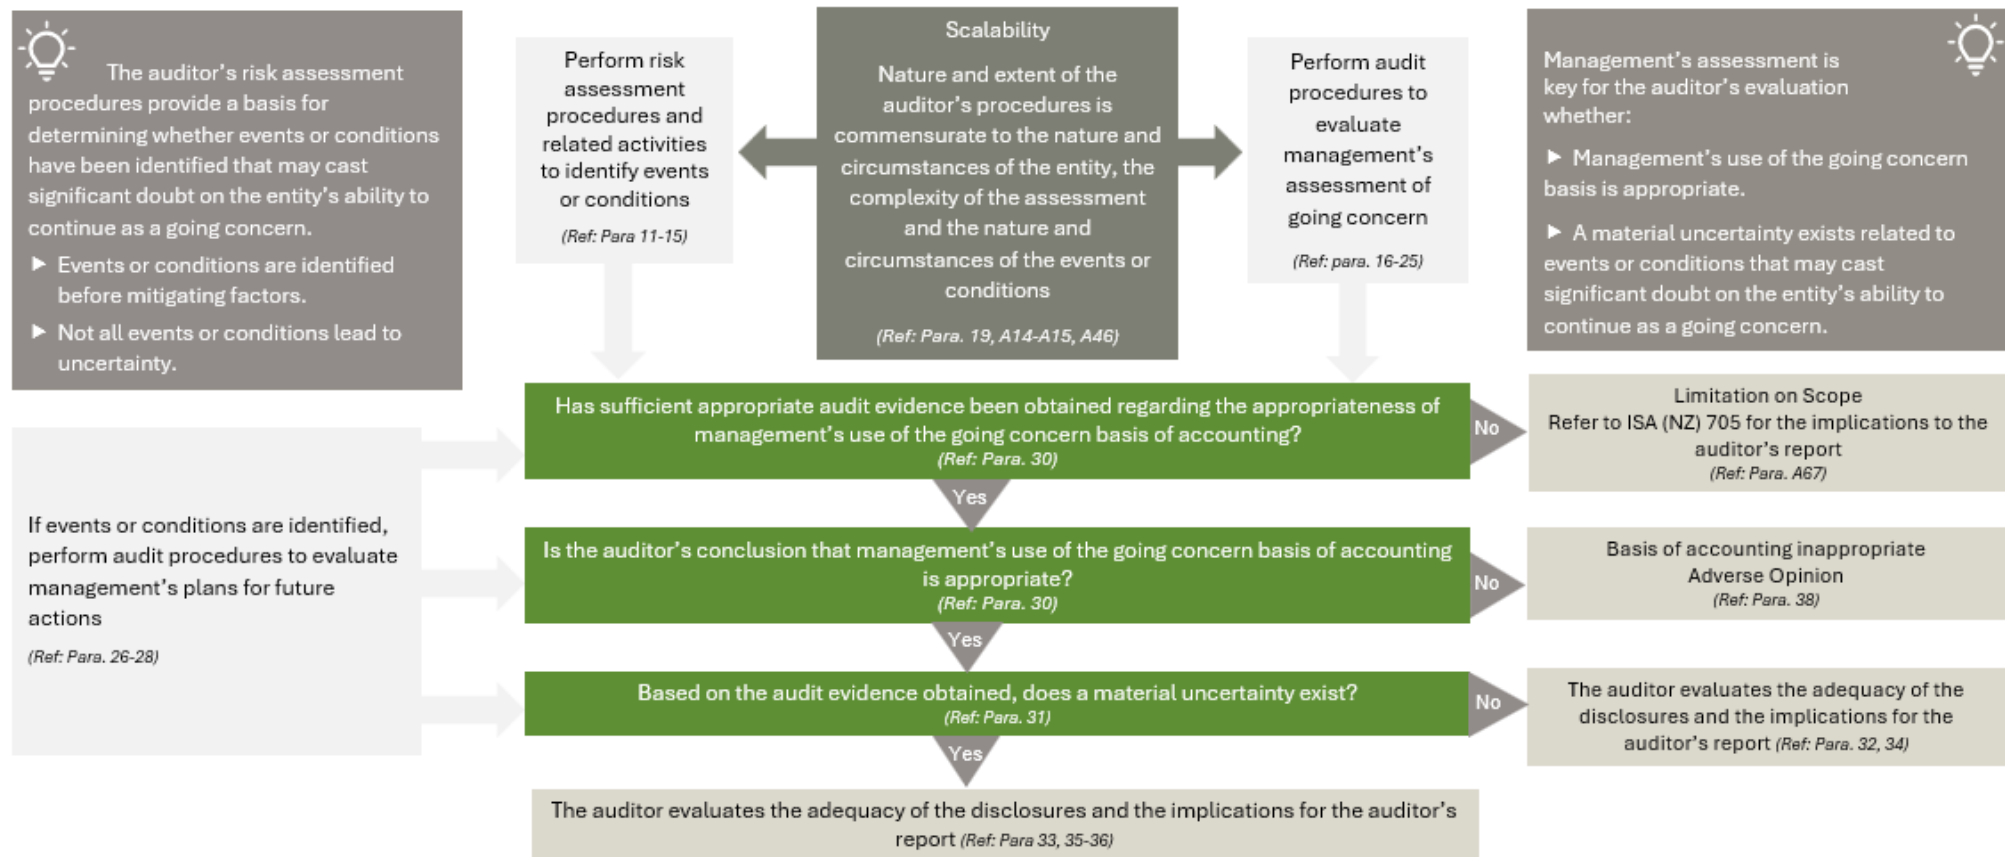 The auditor's risk assessment
procedures provide a basis for
determining whether events or conditions
have been identified that may cast
significant doubt on the entity's ability to
continue as a going concern.
▶ Events or conditions are identified
before mitigating factors.
▶ Not all events or conditions lead to
uncertainty.
Perform risk
assessment
procedures and
related activities
to identify events
or conditions
(Ref: Para 11-15)
Scalability
Nature and extent of the
auditor's procedures is
commensurate to the nature and
circumstances of the entity, the
complexity of the assessment
and the nature and
circumstances of the events or
conditions
(Ref: Para. 19, A14-A15, A46)
Perform audit
procedures to
evaluate
management's
assessment of
going concern
(Ref: para. 16-25)
Management's assessment is
key for the auditor's evaluation
whether:
▶ Management's use of the going concern
basis is appropriate.
▶ A material uncertainty exists related to
events or conditions that may cast
significant doubt on the entity's ability to
continue as a going concern.
If events or conditions are identified,
perform audit procedures to evaluate
management's plans for future
actions
(Ref: Para. 26-28)
Has sufficient appropriate audit evidence been obtained regarding the appropriateness of
management's use of the going concern basis of accounting?
(Ref: Para. 30)
No
Limitation on Scope
Refer to ISA (NZ) 705 for the implications to the
auditor's report
(Ref: Para. A67)
Yes
Is the auditor's conclusion that management's use of the going concern basis of accounting
is appropriate?
(Ref: Para. 30)
No
Basis of accounting inappropriate
Adverse Opinion
(Ref: Para. 38)
Yes
Based on the audit evidence obtained, does a material uncertainty exist?
(Ref: Para. 31)
No
The auditor evaluates the adequacy of the
disclosures and the implications for the
auditor's report (Ref: Para. 32, 34)
Yes
The auditor evaluates the adequacy of the disclosures and the implications for the auditor's
report (Ref: Para 33, 35-36)